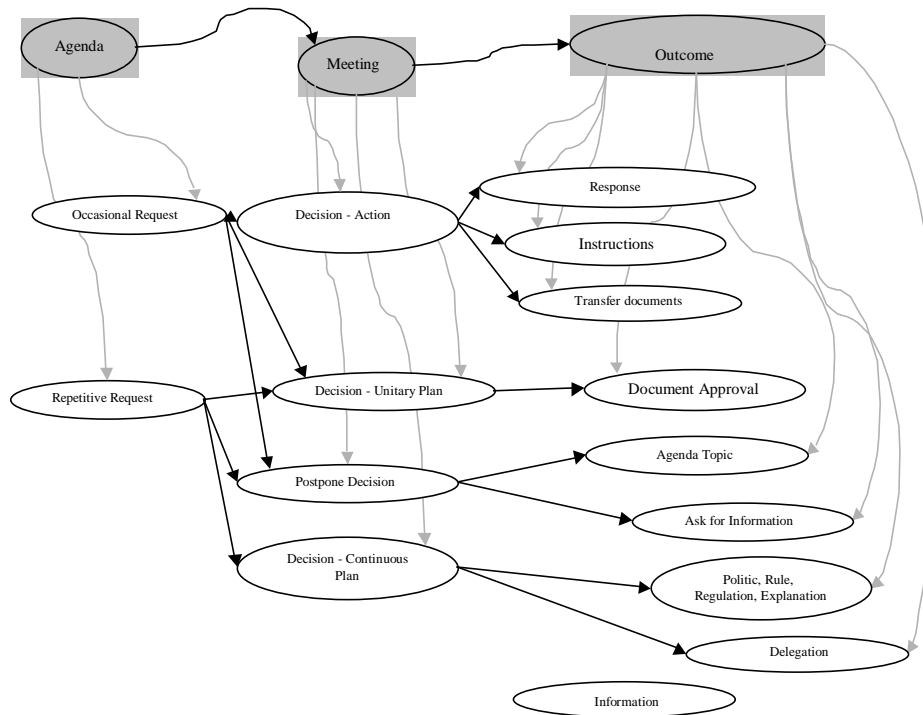 Agenda
Meeting
Outcome
Occasional Request
Decision - Action
Response
Instructions
Transfer documents
Repetitive Request
Decision - Unitary Plan
Document Approval
Postpone Decision
Agenda Topic
Ask for Information
Decision - Continuous
Plan
Politic, Rule,
Regulation, Explanation
Delegation
Information